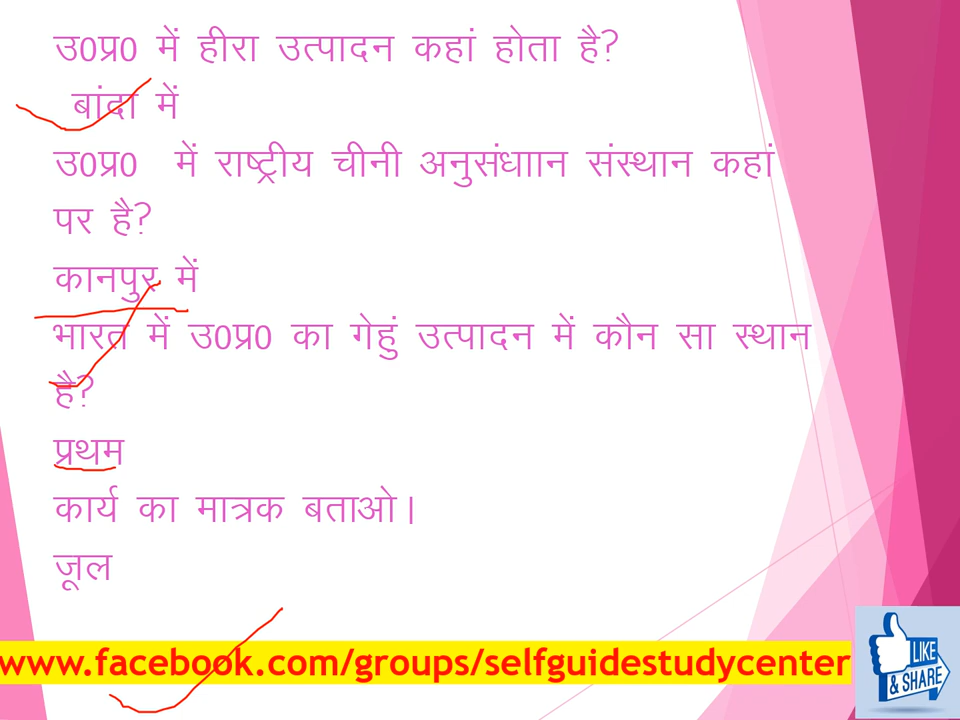 उ0प्र0 में हीरा उत्पादन कहां होता है?
बांदा में
उ0प्र0 में राष्ट्रीय चीनी अनुसंधाान संस्थान कहां
पर है?
कानपुर में
भारत में उ0प्र0 का गेहुं उत्पादन में कौन सा स्थान
है?
प्रथम
कार्य का मात्रक बताओ।
जूल
www.facebook.com/groups/selfguidestudycenter
LIKE
& SHARE